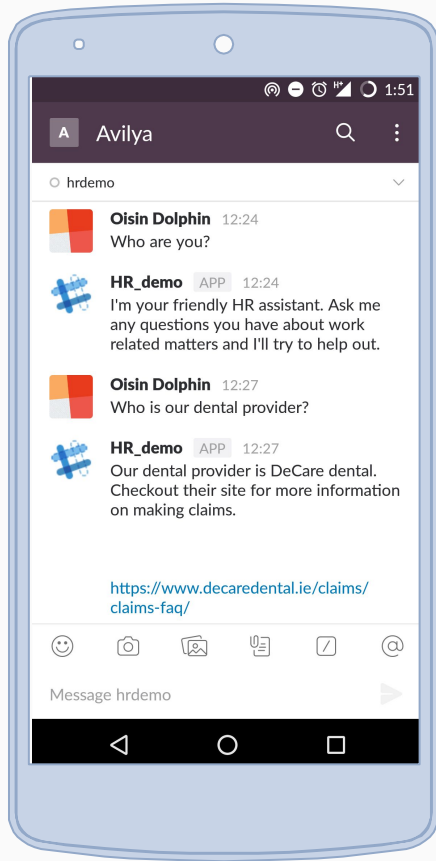 H+ 1:51
A Avilya
hrdemo
Oisin Dolphin 12:24
Who are you?
HR_demo APP 12:24
I'm your friendly HR assistant. Ask me
any questions you have about work
related matters and I'll try to help out.
Oisin Dolphin 12:27
Who is our dental provider?
HR_demo APP 12:27
Our dental provider is DeCare dental.
Checkout their site for more information
on making claims.
https://www.decaredental.ie/claims/
claims-faq/
Message hrdemo